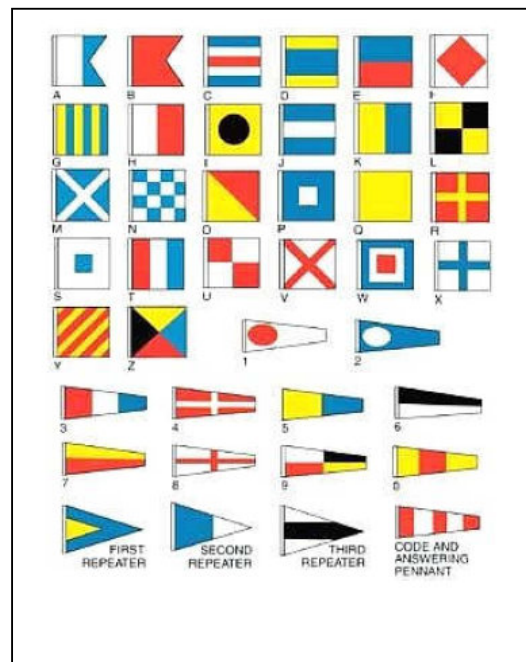 A B C D E F
G H I J K L
M N O P Q R
S T U V W X
Y Z 1 2
3 4 5 6
7 8 9 0
FIRST REPEATER
SECOND REPEATER
THIRD REPEATER
CODE AND ANSWERING PENNANT